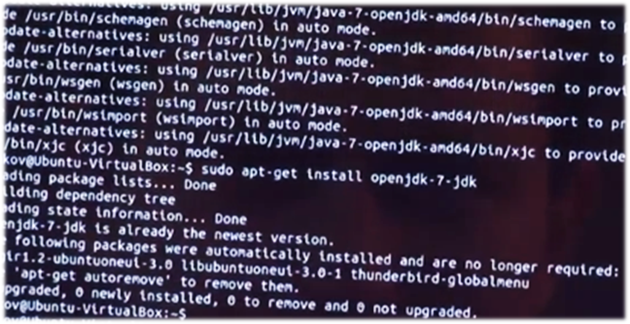 date-alternatives: using /usr/lib/jvm/java-7-openjdk-amd64/bin/schemagen to
/usr/bin/schemagen (schemagen) in auto mode.
pdate-alternatives: using /usr/lib/jvm/java-7-openjdk-amd64/bin/serialver to p
e /usr/bin/serialver (serialver) in auto mode.
date-alternatives: using /usr/lib/jvm/java-7-openjdk-amd64/bin/wsgen to provi
sr/bin/wsgen (wsgen) in auto mode.
date-alternatives: using /usr/lib/jvm/java-7-openjdk-amd64/bin/wsimport to pr
/usr/bin/wsimport (wsimport) in auto mode.
date-alternatives: using /usr/lib/jvm/java-7-openjdk-amd64/bin/xjc to provide
/bin/xjc (xjc) in auto mode.
kov@Ubuntu-VirtualBox:~$ sudo apt-get install openjdk-7-jdk
ading package lists... Done
ilding dependency tree
ding state information... Done
enjdk-7-jdk is already the newest version.
following packages were automatically installed and are no longer required:
ir1.2-ubuntuoneui-3.0 libubuntuoneui-3.0-1 thunderbird-globalmenu
'apt-get autoremove' to remove them.
pgraded, 0 newly installed, 0 to remove and 0 not upgraded.
ov@Ubuntu-VirtualBox:~$